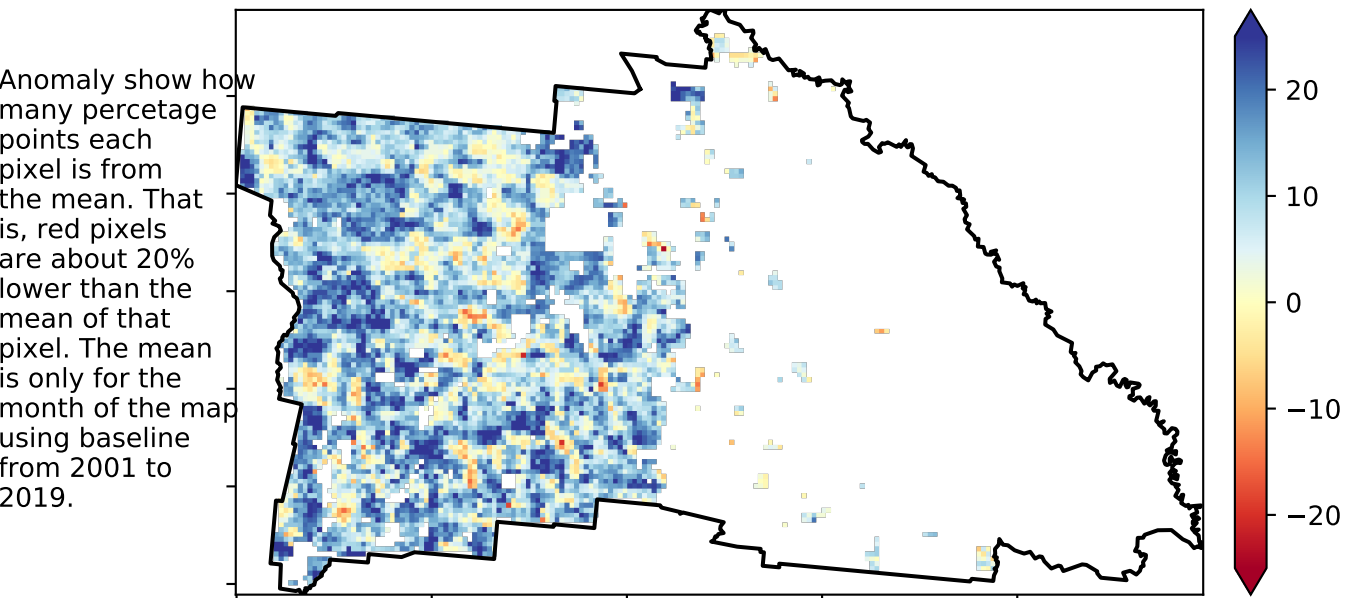 Anomaly show how
many percetage
points each
pixel is from
the mean. That
is, red pixels
are about 20%
lower than the
mean of that
pixel. The mean
is only for the
month of the map
using baseline
from 2001 to
2019.
20
10
0
−10
−20